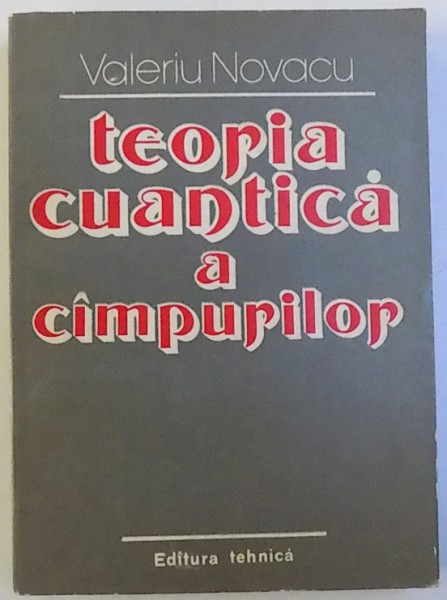 Valeriu Novacu
teoria
cuantică
a
cîmpurilor
Editura tehnică